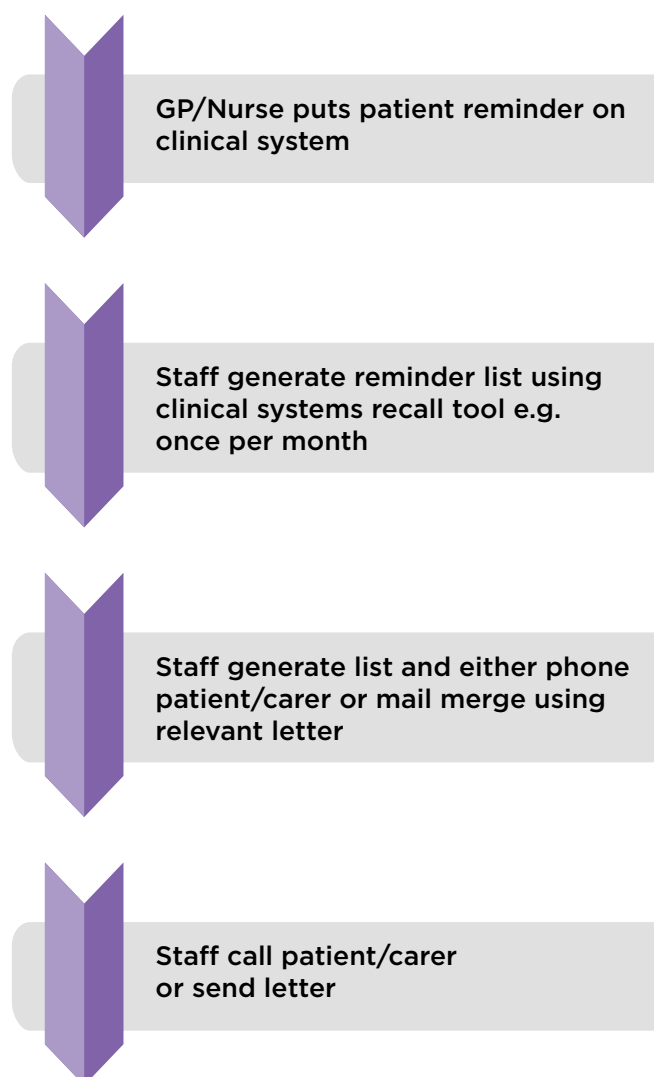 GP/Nurse puts patient reminder on
clinical system
Staff generate reminder list using
clinical systems recall tool e.g.
once per month
Staff generate list and either phone
patient/carer or mail merge using
relevant letter
Staff call patient/carer
or send letter